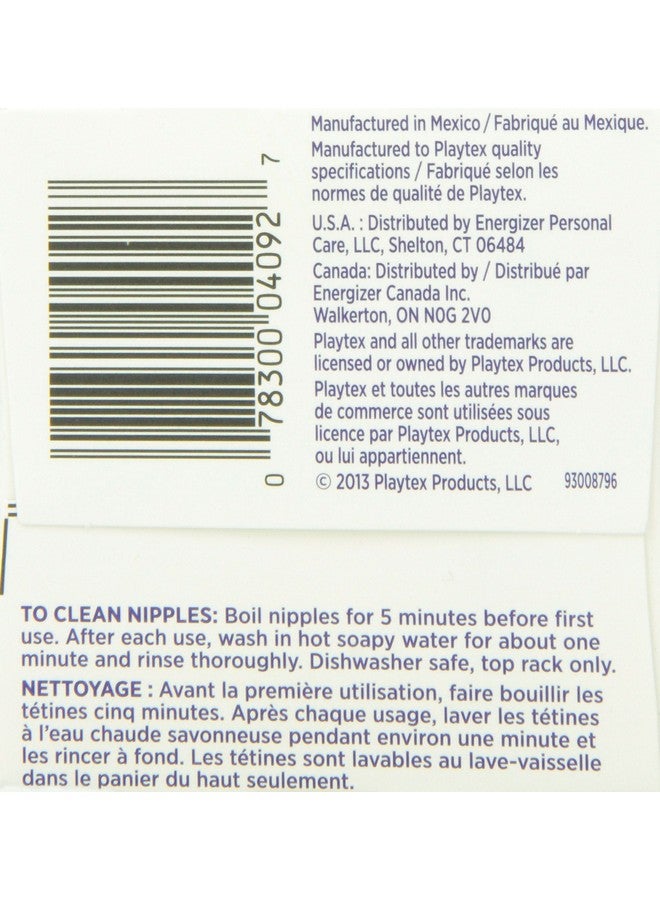 0 78300 04092 7
Manufactured in Mexico / Fabriqué au Mexique.
Manufactured to Playtex quality
specifications / Fabriqué selon les
normes de qualité de Playtex.
U.S.A. : Distributed by Energizer Personal
Care, LLC, Shelton, CT 06484
Canada: Distributed by / Distribué par
Energizer Canada Inc.
Walkerton, ON N0G 2V0
Playtex and all other trademarks are
licensed or owned by Playtex Products, LLC.
Playtex et toutes les autres marques
de commerce sont utilisées sous
licence par Playtex Products, LLC,
ou lui appartiennent.
© 2013 Playtex Products, LLC 93008796
TO CLEAN NIPPLES: Boil nipples for 5 minutes before first
use. After each use, wash in hot soapy water for about one
minute and rinse thoroughly. Dishwasher safe, top rack only.
NETTOYAGE : Avant la première utilisation, faire bouillir les
tétines cinq minutes. Après chaque usage, laver les tétines
à l'eau chaude savonneuse pendant environ une minute et
les rincer à fond. Les tétines sont lavables au lave-vaisselle
dans le panier du haut seulement.